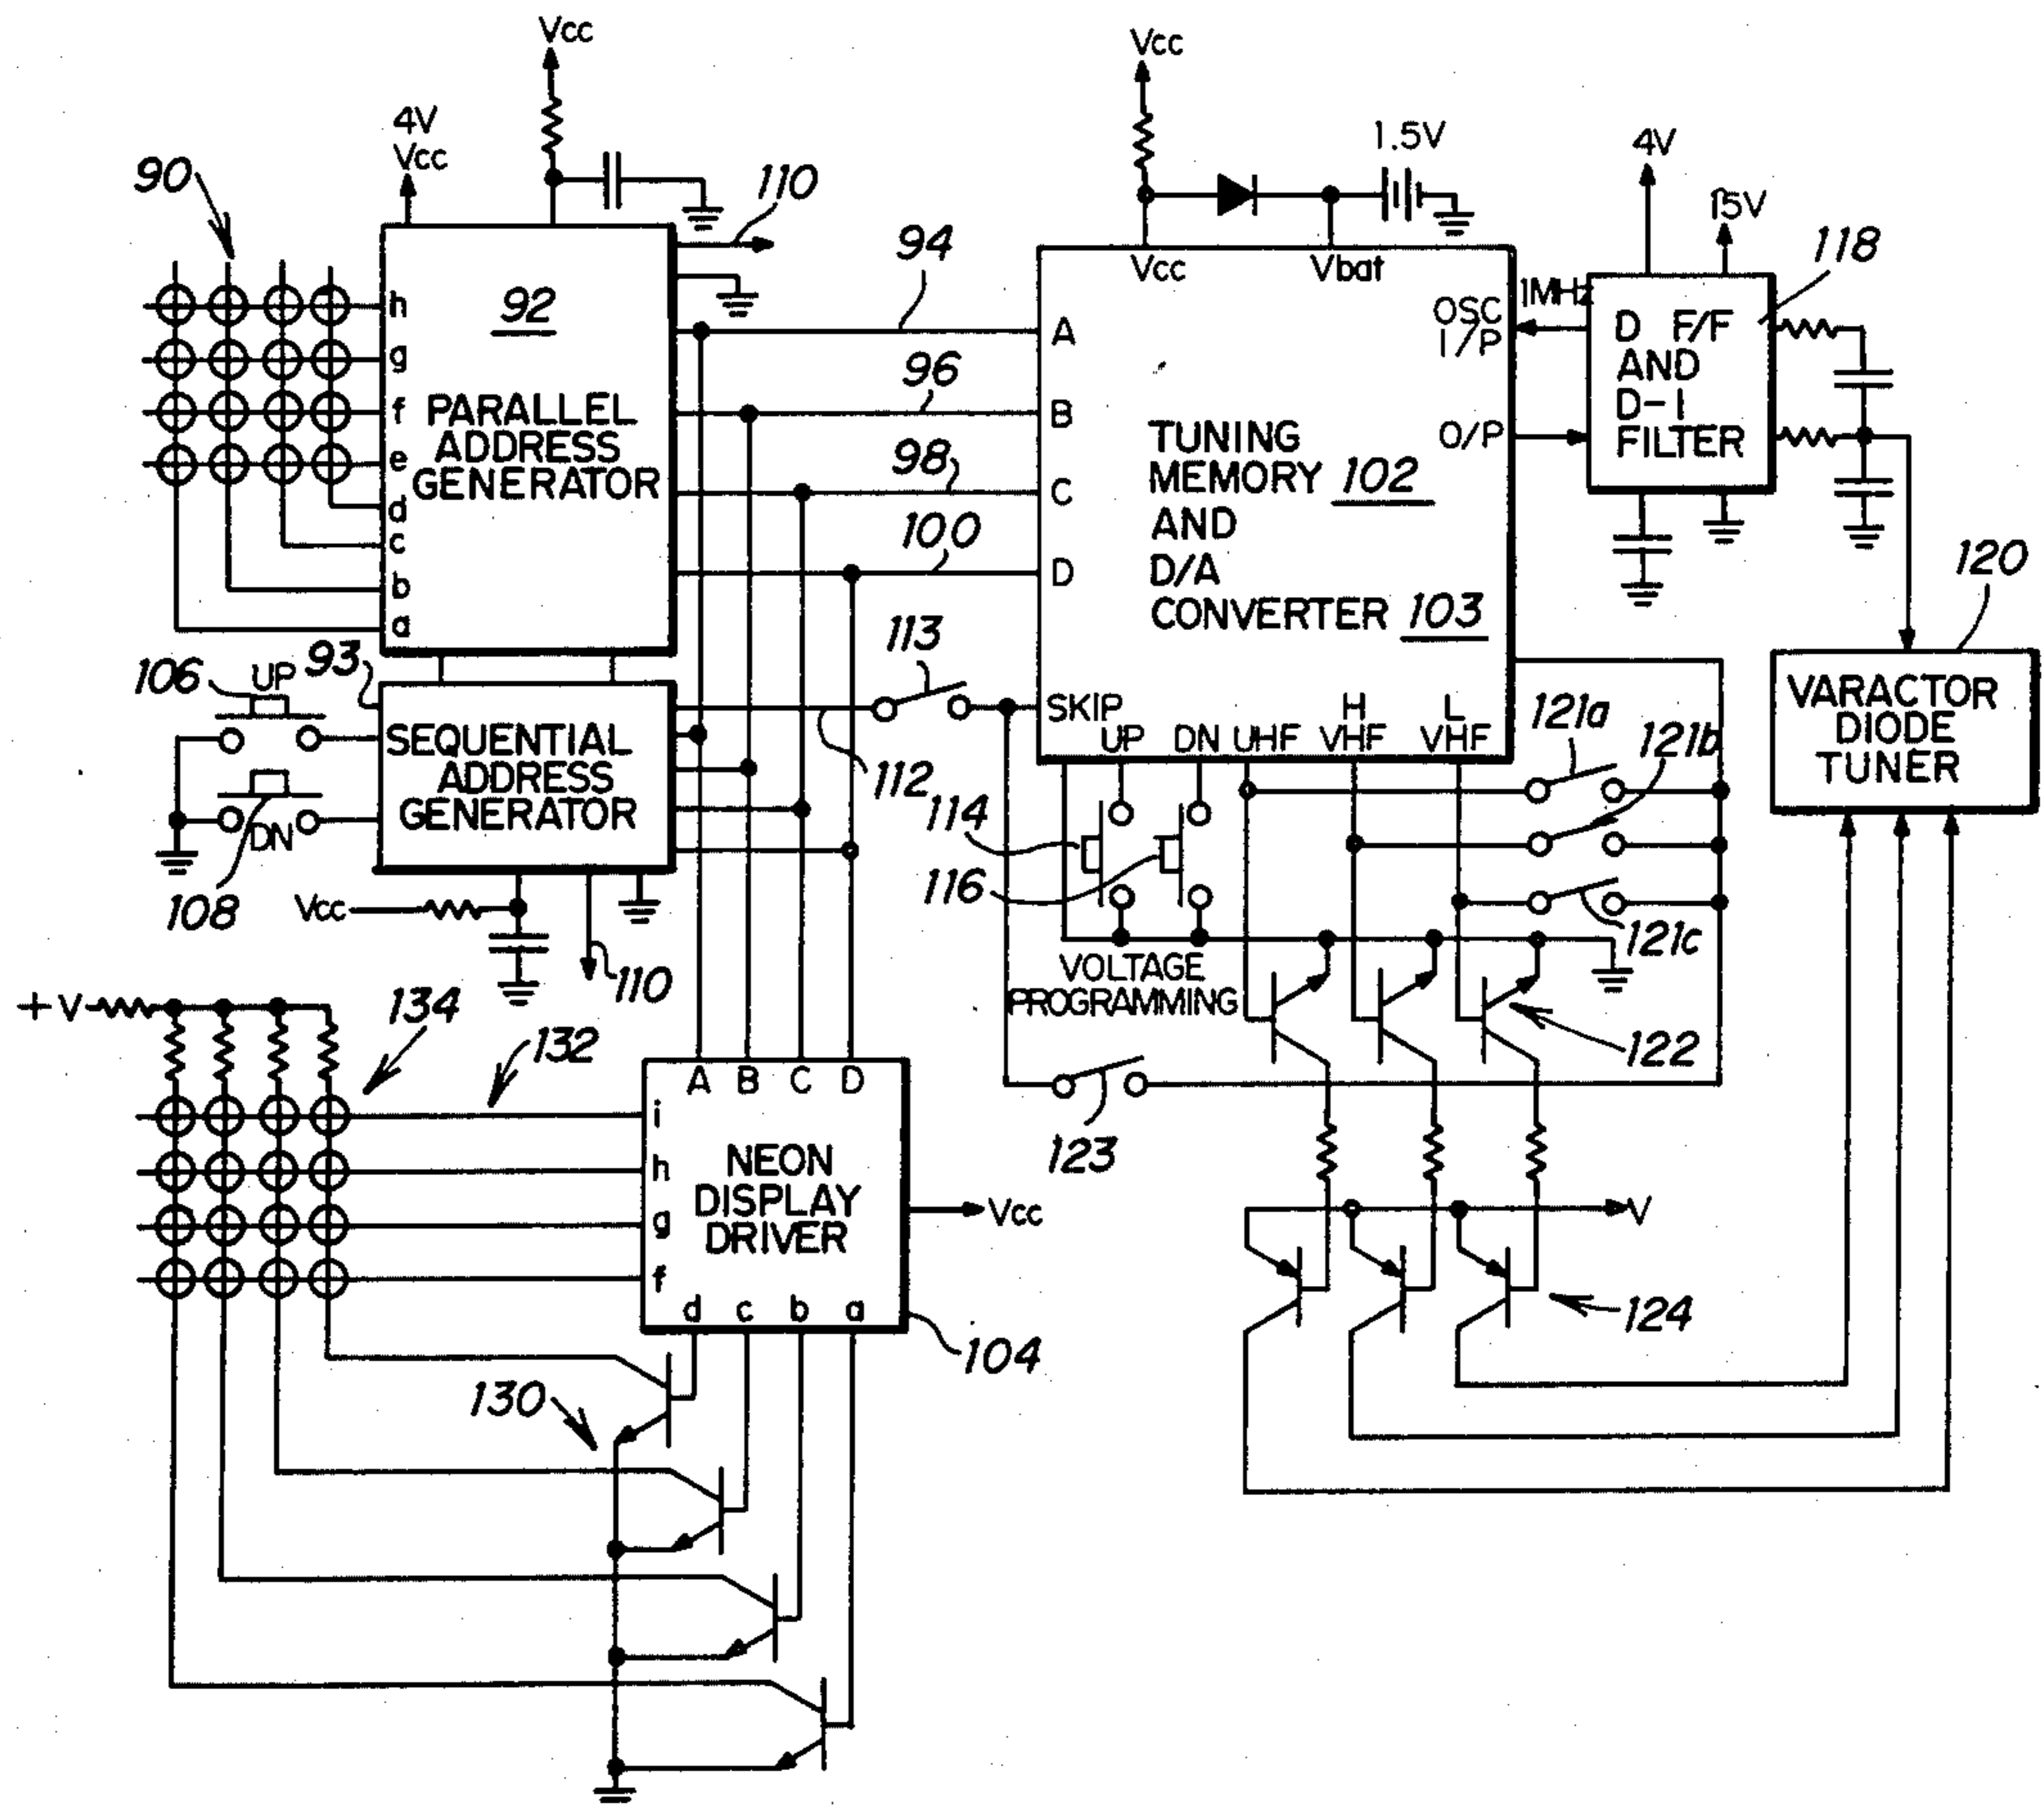 Vcc
Vcc
4V
Vcc
1.5V
4V
15V
90
110
94
118
92
Vcc
Vbat
OSC
I/P
1MHz
D F/F
AND
D-I
FILTER
h
g
f
e
d
c
b
a
PARALLEL
ADDRESS
GENERATOR
96
98
100
A
B
C
D
O/P
TUNING
MEMORY 102
AND
D/A
CONVERTER 103
120
VARACTOR
DIODE
TUNER
106
UP
93
113
SKIP
UP
DN
UHF
H
VHF
L
VHF
121a
121b
SEQUENTIAL
ADDRESS
GENERATOR
112
DN
108
114
116
121c
Vcc
110
VOLTAGE
PROGRAMMING
+V
134
132
122
A B C D
i
h
g
f
NEON
DISPLAY
DRIVER
Vcc
123
V
d c b a
104
124
130